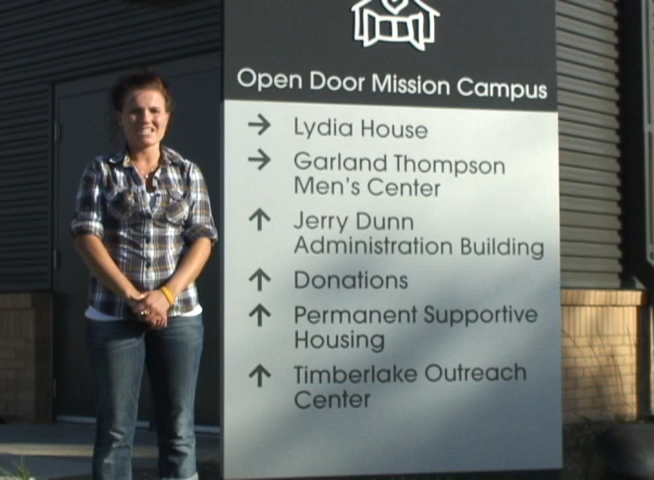 Open Door Mission Campus
→ Lydia House
→ Garland Thompson
Men's Center
↑ Jerry Dunn
Administration Building
↑ Donations
↑ Permanent Supportive
Housing
↑ Timberlake Outreach
Center